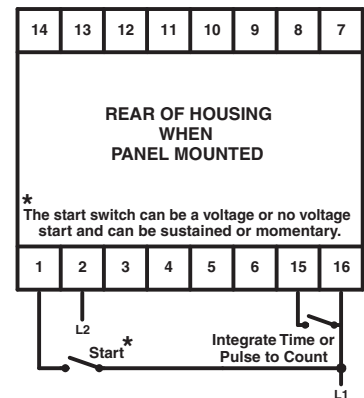 14 13 12 11 10 9 8 7
REAR OF HOUSING
WHEN
PANEL MOUNTED
*
The start switch can be a voltage or no voltage
start and can be sustained or momentary.
1 2 3 4 5 6 15 16
L2
Start*
Integrate Time or
Pulse to Count
L1